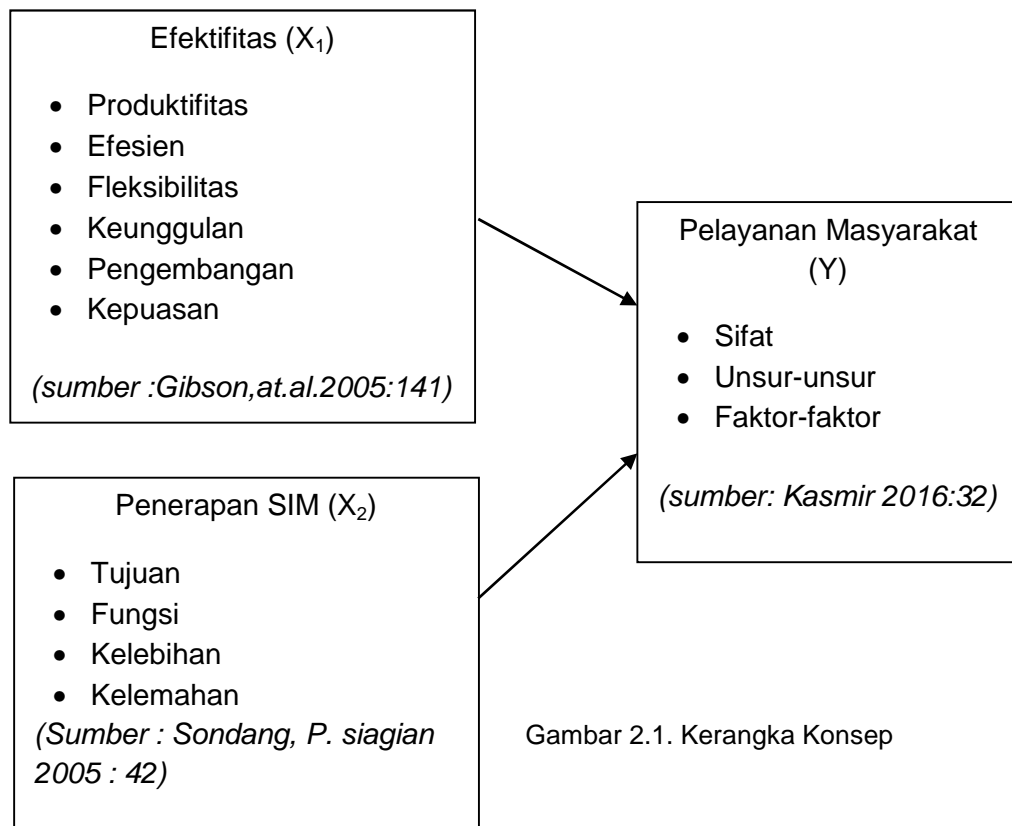 Efektifitas (X₁)
• Produktifitas
• Efesien
• Fleksibilitas
• Keunggulan
• Pengembangan
• Kepuasan
(sumber :Gibson,at.al.2005:141)
Pelayanan Masyarakat
(Y)
• Sifat
• Unsur-unsur
• Faktor-faktor
(sumber: Kasmir 2016:32)
Penerapan SIM (X₂)
• Tujuan
• Fungsi
• Kelebihan
• Kelemahan
(Sumber : Sondang, P. siagian
2005 : 42)
Gambar 2.1. Kerangka Konsep